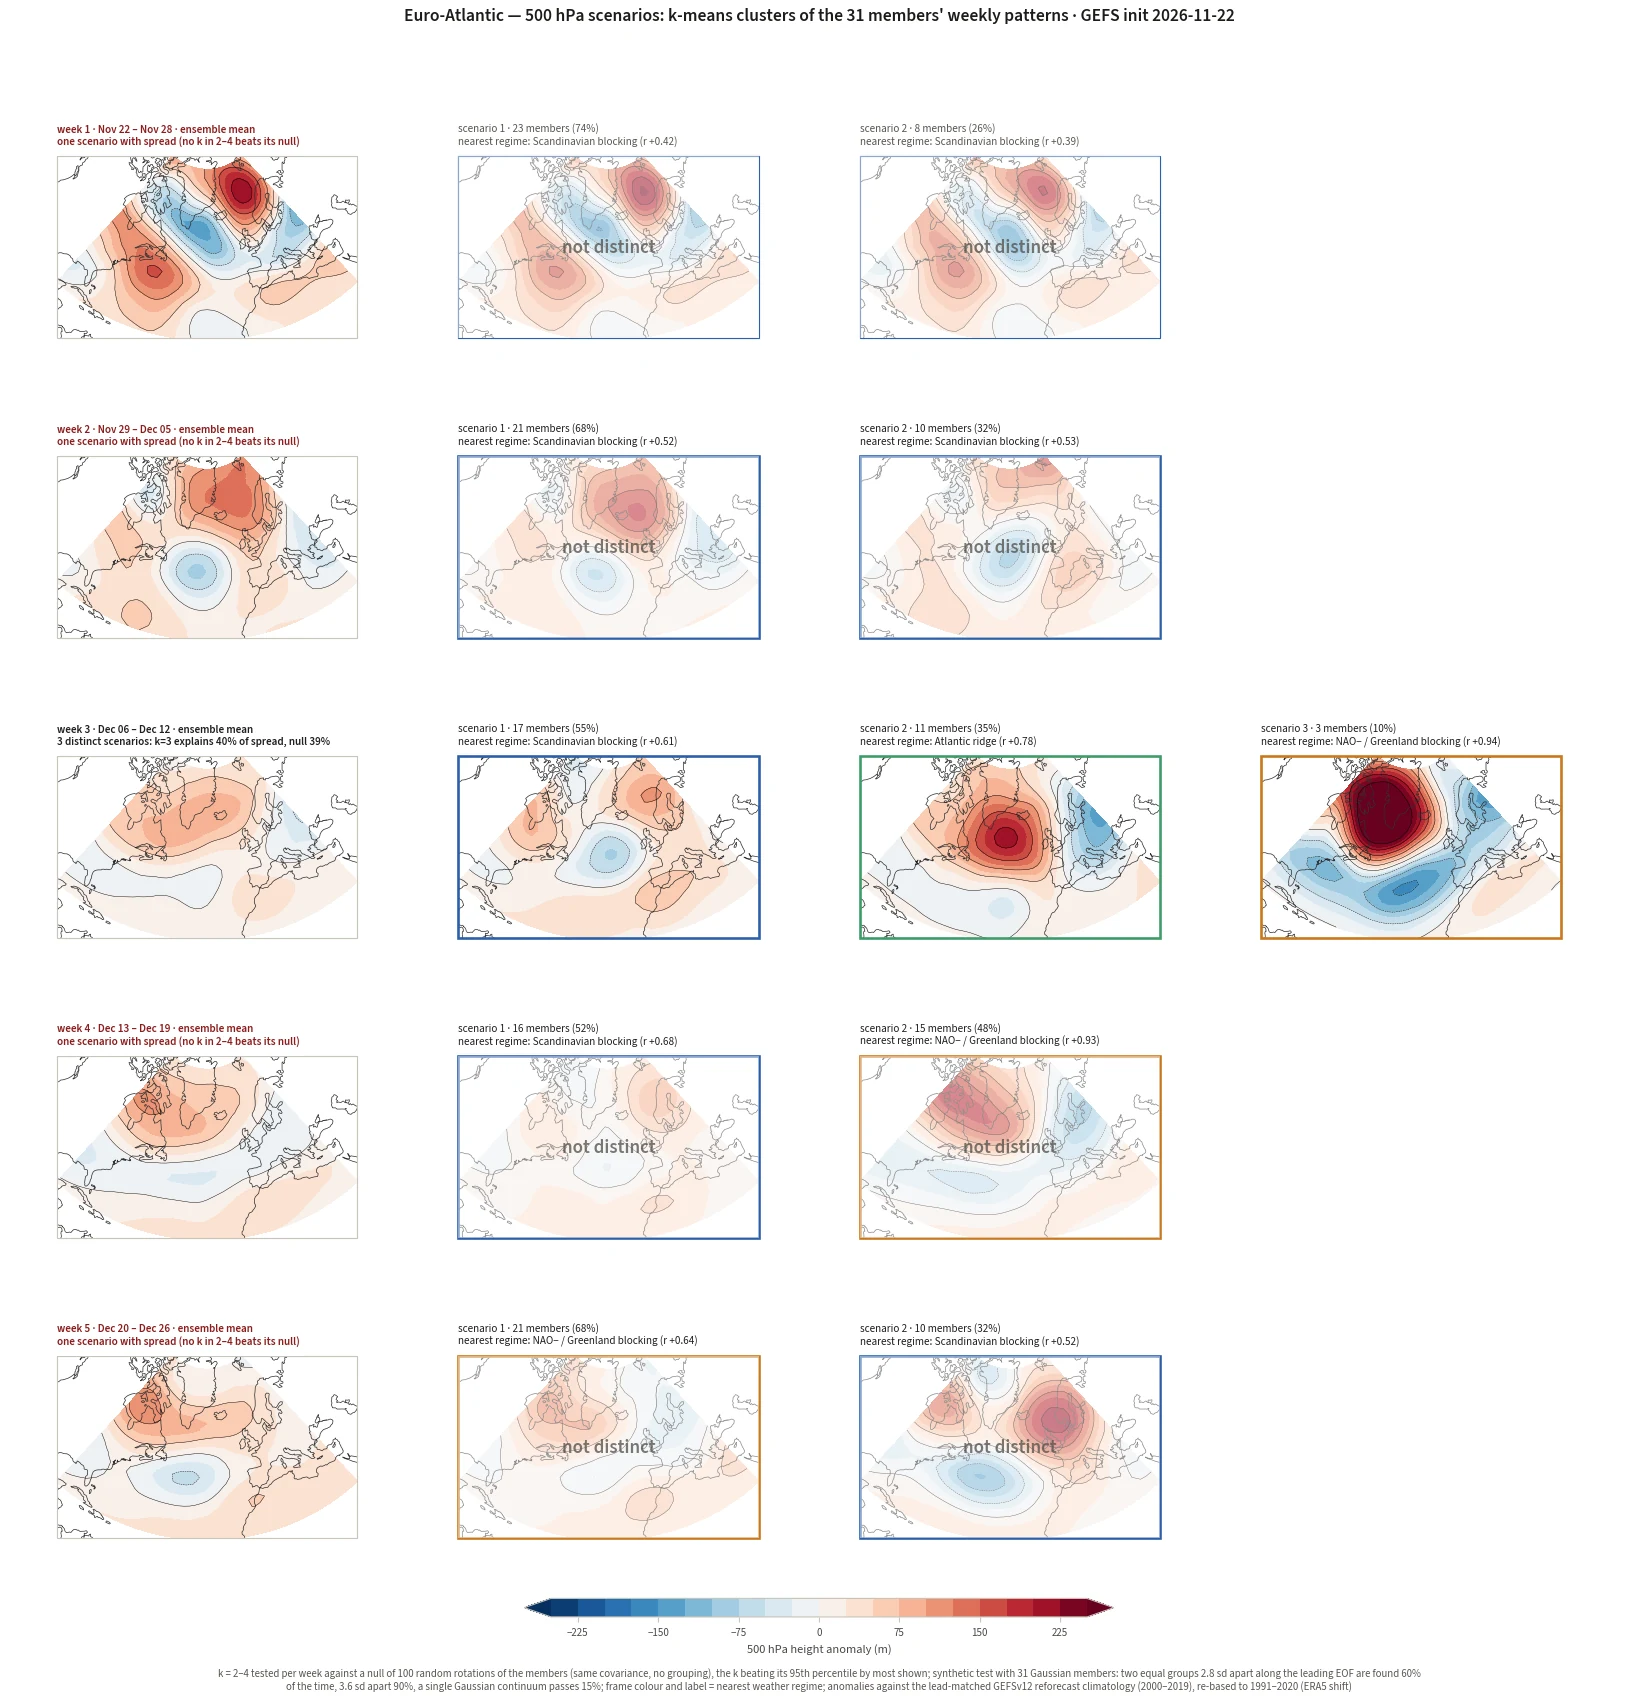 Euro-Atlantic — 500 hPa scenarios: k-means clusters of the 31 members' weekly patterns · GEFS init 2026-11-22
week 1 · Nov 22 – Nov 28 · ensemble mean
one scenario with spread (no k in 2–4 beats its null)
scenario 1 · 23 members (74%)
nearest regime: Scandinavian blocking (r +0.42)
not distinct
scenario 2 · 8 members (26%)
nearest regime: Scandinavian blocking (r +0.39)
not distinct
week 2 · Nov 29 – Dec 05 · ensemble mean
one scenario with spread (no k in 2–4 beats its null)
scenario 1 · 21 members (68%)
nearest regime: Scandinavian blocking (r +0.52)
not distinct
scenario 2 · 10 members (32%)
nearest regime: Scandinavian blocking (r +0.53)
not distinct
week 3 · Dec 06 – Dec 12 · ensemble mean
3 distinct scenarios: k=3 explains 40% of spread, null 39%
scenario 1 · 17 members (55%)
nearest regime: Scandinavian blocking (r +0.61)
scenario 2 · 11 members (35%)
nearest regime: Atlantic ridge (r +0.78)
scenario 3 · 3 members (10%)
nearest regime: NAO− / Greenland blocking (r +0.94)
week 4 · Dec 13 – Dec 19 · ensemble mean
one scenario with spread (no k in 2–4 beats its null)
scenario 1 · 16 members (52%)
nearest regime: Scandinavian blocking (r +0.68)
not distinct
scenario 2 · 15 members (48%)
nearest regime: NAO− / Greenland blocking (r +0.93)
not distinct
week 5 · Dec 20 – Dec 26 · ensemble mean
one scenario with spread (no k in 2–4 beats its null)
scenario 1 · 21 members (68%)
nearest regime: NAO− / Greenland blocking (r +0.64)
not distinct
scenario 2 · 10 members (32%)
nearest regime: Scandinavian blocking (r +0.52)
not distinct
−225 −150 −75 0 75 150 225
500 hPa height anomaly (m)
k = 2–4 tested per week against a null of 100 random rotations of the members (same covariance, no grouping), the k beating its 95th percentile by most shown; synthetic test with 31 Gaussian members: two equal groups 2.8 sd apart along the leading EOF are found 60%
of the time, 3.6 sd apart 90%, a single Gaussian continuum passes 15%; frame colour and label = nearest weather regime; anomalies against the lead-matched GEFSv12 reforecast climatology (2000–2019), re-based to 1991–2020 (ERA5 shift)